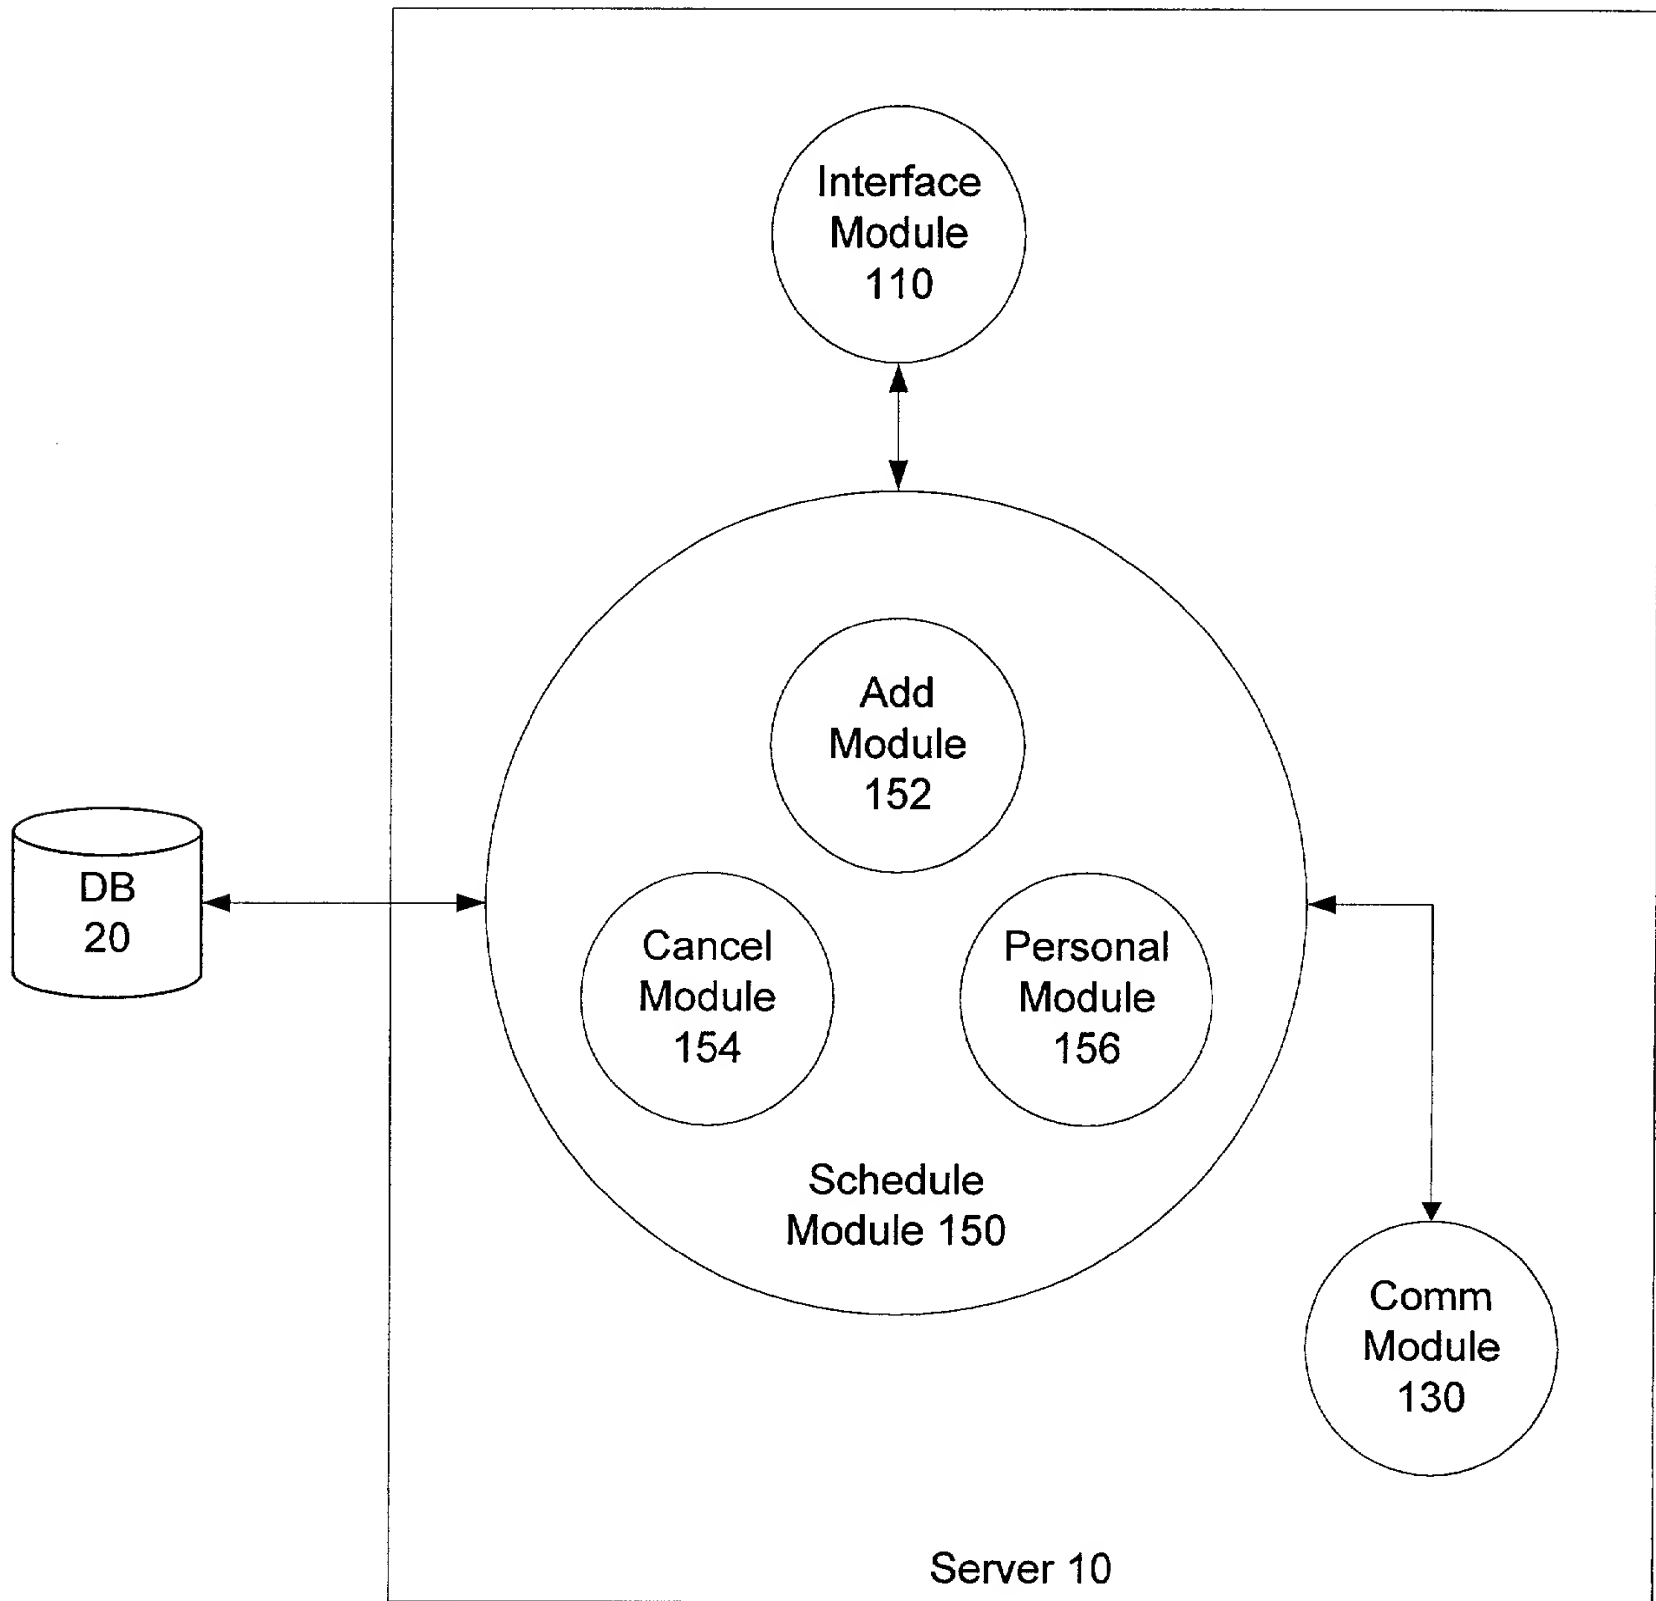 Interface
Module
110
Add
Module
152
DB
20
Cancel
Module
154
Personal
Module
156
Schedule
Module 150
Comm
Module
130
Server 10